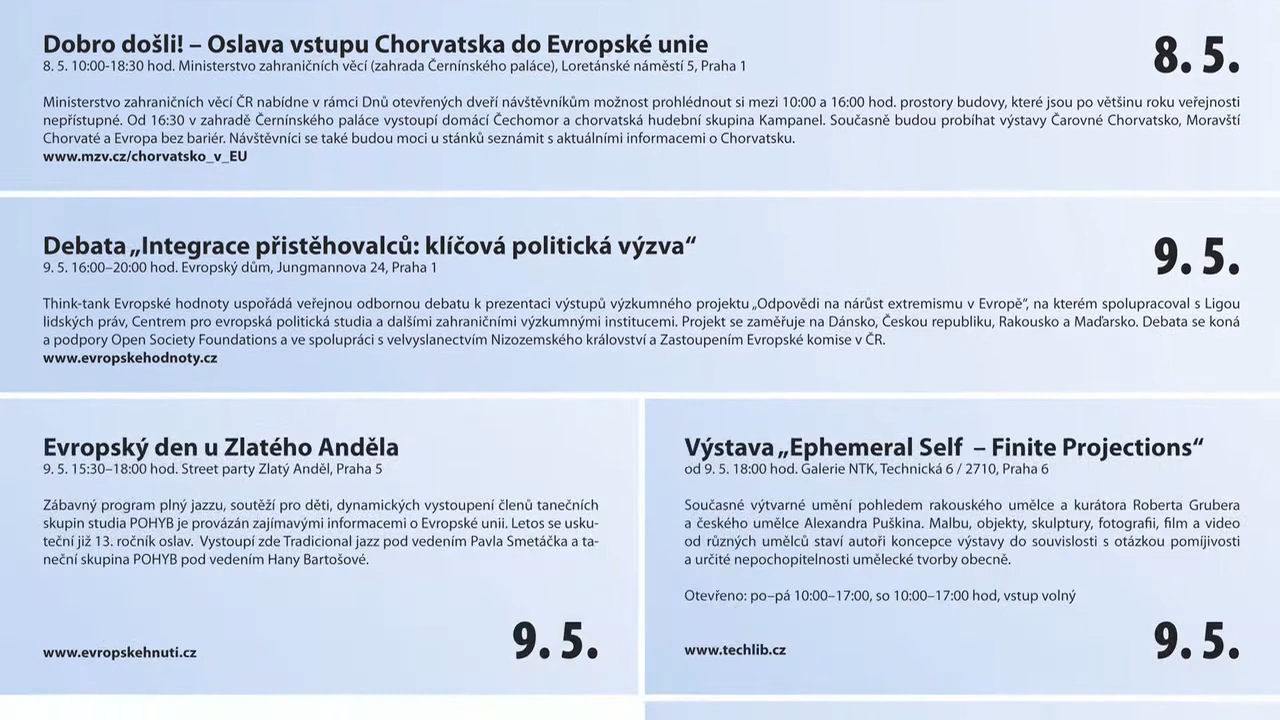 Dobro došli! – Oslava vstupu Chorvatska do Evropské unie
8. 5. 10:00-18:30 hod. Ministerstvo zahraničních věcí (zahrada Černínského paláce), Loretánské náměstí 5, Praha 1
8. 5.
Ministerstvo zahraničních věcí ČR nabídne v rámci Dnů otevřených dveří návštěvníkům možnost prohlédnout si mezi 10:00 a 16:00 hod. prostory budovy, které jsou po většinu roku veřejnosti
nepřístupné. Od 16:30 v zahradě Černínského paláce vystoupí domácí Čechomor a chorvatská hudební skupina Kampanel. Současně budou probíhat výstavy Čarovné Chorvatsko, Moravští
Chorvaté a Evropa bez bariér. Návštěvníci se také budou moci u stánků seznámit s aktuálními informacemi o Chorvatsku.
www.mzv.cz/chorvatsko_v_EU
Debata „Integrace přistěhovalců: klíčová politická výzva“
9. 5. 16:00–20:00 hod. Evropský dům, Jungmannova 24, Praha 1
9. 5.
Think-tank Evropské hodnoty uspořádá veřejnou odbornou debatu k prezentaci výstupů výzkumného projektu „Odpovědi na nárůst extremismu v Evropě“, na kterém spolupracoval s Ligou
lidských práv, Centrem pro evropská politická studia a dalšími zahraničními výzkumnými institucemi. Projekt se zaměřuje na Dánsko, Českou republiku, Rakousko a Maďarsko. Debata se koná
a podpory Open Society Foundations a ve spolupráci s velvyslanectvím Nizozemského království a Zastoupením Evropské komise v ČR.
www.evropskehodnoty.cz
Evropský den u Zlatého Anděla
9. 5. 15:30–18:00 hod. Street party Zlatý Anděl, Praha 5
Zábavný program plný jazzu, soutěží pro děti, dynamických vystoupení členů tanečních
skupin studia POHYB je provázán zajímavými informacemi o Evropské unii. Letos se usku-
teční již 13. ročník oslav. Vystoupí zde Tradicional jazz pod vedením Pavla Smetáčka a ta-
neční skupina POHYB pod vedením Hany Bartošové.
www.evropskehnuti.cz
9. 5.
Výstava „Ephemeral Self – Finite Projections“
od 9. 5. 18:00 hod. Galerie NTK, Technická 6 / 2710, Praha 6
Současné výtvarné umění pohledem rakouského umělce a kurátora Roberta Grubera
a českého umělce Alexandra Puškina. Malbu, objekty, skulptury, fotografii, film a video
od různých umělců staví autoři koncepce výstavy do souvislosti s otázkou pomíjivosti
a určité nepochopitelnosti umělecké tvorby obecně.
Otevřeno: po–pá 10:00–17:00, so 10:00–17:00 hod, vstup volný
www.techlib.cz
9. 5.